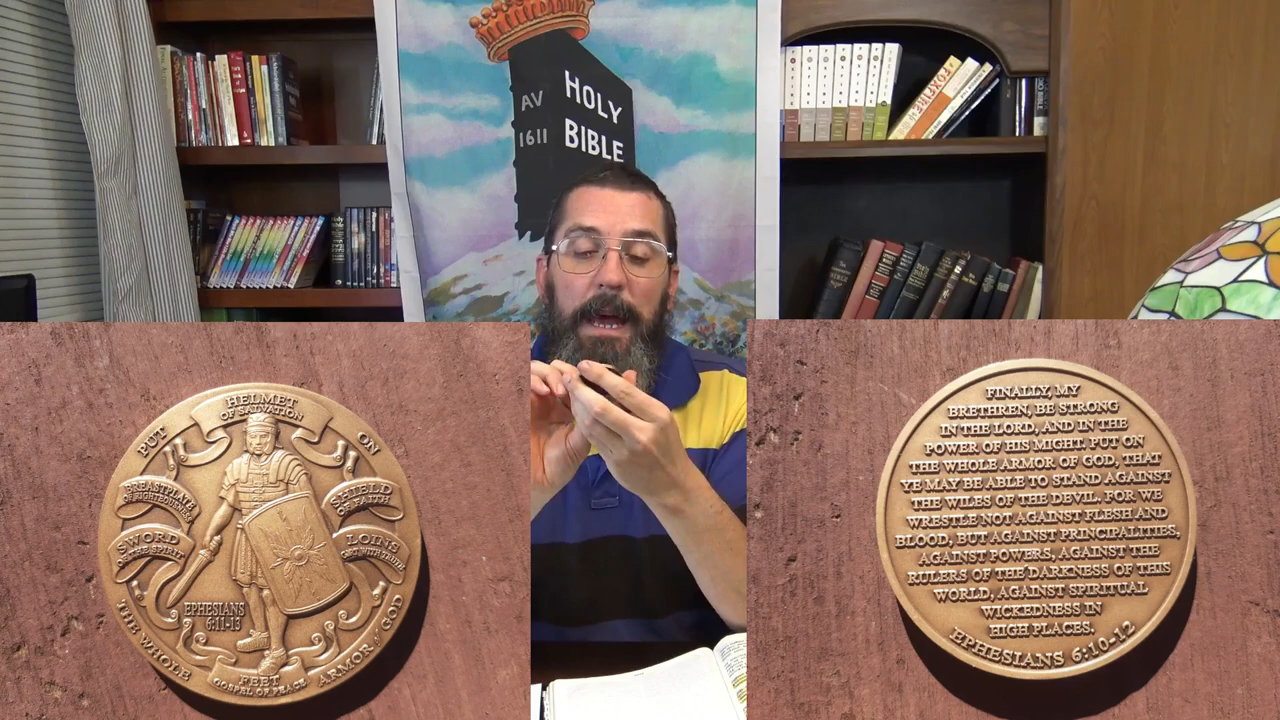 AV
1611
HOLY
BIBLE
FOXFIRE
PUT
ON
HELMET
OF SALVATION
BREASTPLATE
OF RIGHTEOUSNESS
SHIELD
OF FAITH
SWORD
OF THE SPIRIT
LOINS
GIRT WITH TRUTH
EPHESIANS
6:11-13
THE WHOLE
ARMOR of GOD
FEET
GOSPEL OF PEACE
FINALLY, MY
BRETHREN, BE STRONG
IN THE LORD, AND IN THE
POWER OF HIS MIGHT. PUT ON
THE WHOLE ARMOR OF GOD, THAT
YE MAY BE ABLE TO STAND AGAINST
THE WILES OF THE DEVIL. FOR WE
WRESTLE NOT AGAINST FLESH AND
BLOOD, BUT AGAINST PRINCIPALITIES,
AGAINST POWERS, AGAINST THE
RULERS OF THE DARKNESS OF THIS
WORLD, AGAINST SPIRITUAL
WICKEDNESS IN
HIGH PLACES.
EPHESIANS 6:10-12